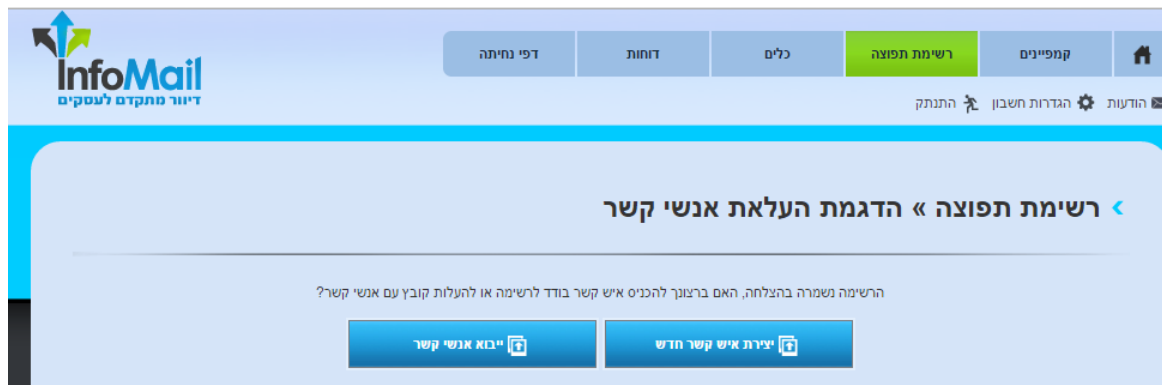 InfoMail
דיוור מתקדם לעסקים
קמפיינים
רשימת תפוצה
כלים
דוחות
דפי נחיתה
הודעות
הגדרות חשבון
התנתק
רשימת תפוצה » הדגמת העלאת אנשי קשר
הרשימה נשמרה בהצלחה, האם ברצונך להכניס איש קשר בודד לרשימה או להעלות קובץ עם אנשי קשר?
יצירת איש קשר חדש
ייבוא אנשי קשר